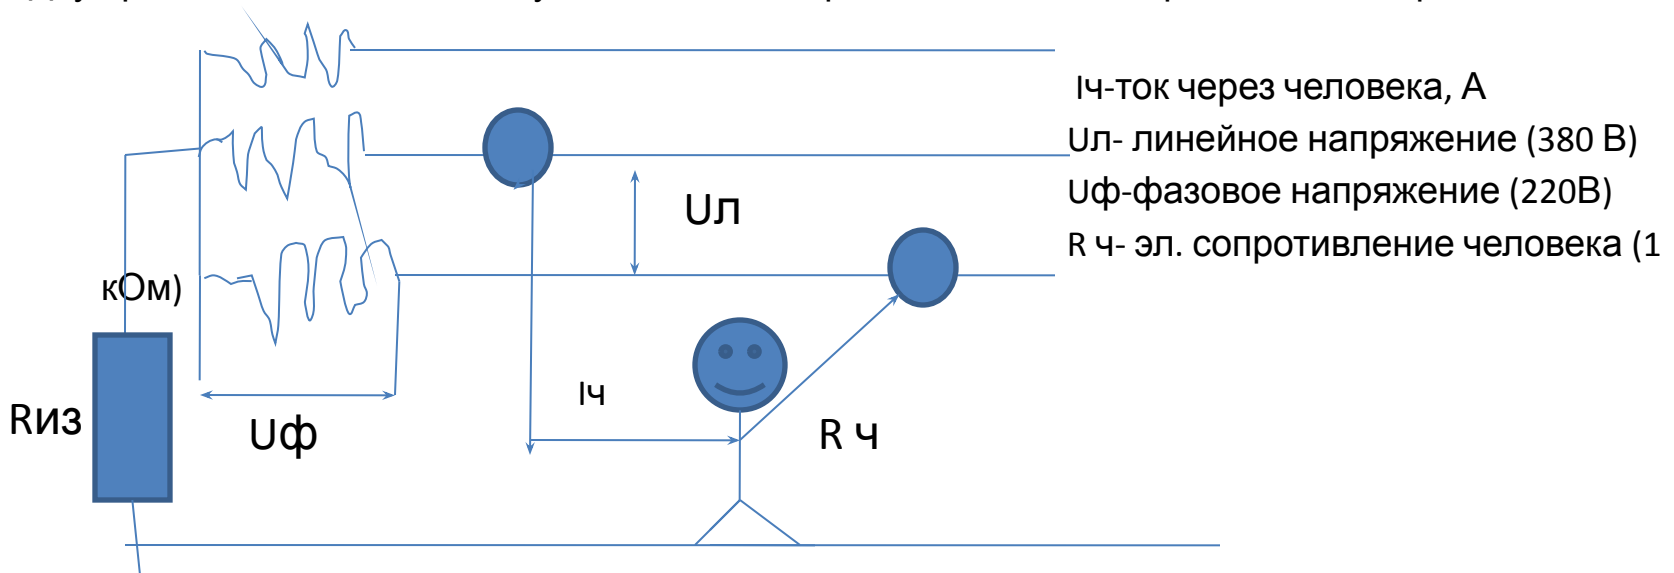 Iч-ток через человека, А
Uл- линейное напряжение (380 В)
Uф-фазовое напряжение (220В)
R ч- эл. сопротивление человека (1
кОм)
Uл
Iч
Rиз
Uф
R ч